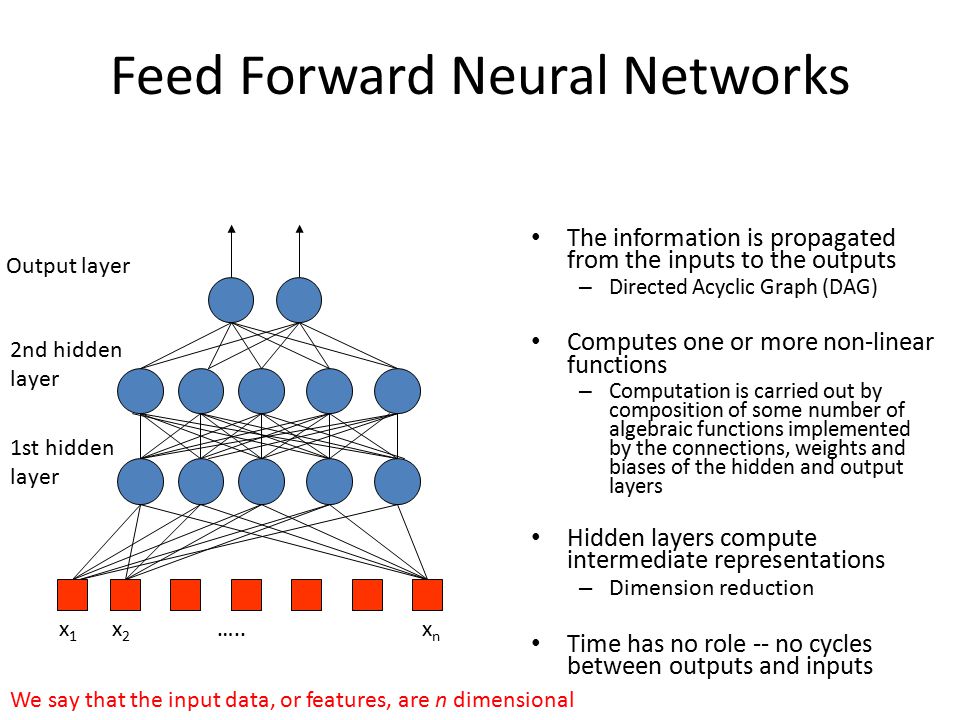 Feed Forward Neural Networks
Output layer
2nd hidden
layer
1st hidden
layer
x1 x2 ….. xn
We say that the input data, or features, are n dimensional
• The information is propagated
from the inputs to the outputs
– Directed Acyclic Graph (DAG)
• Computes one or more non-linear
functions
– Computation is carried out by
composition of some number of
algebraic functions implemented
by the connections, weights and
biases of the hidden and output
layers
• Hidden layers compute
intermediate representations
– Dimension reduction
• Time has no role -- no cycles
between outputs and inputs